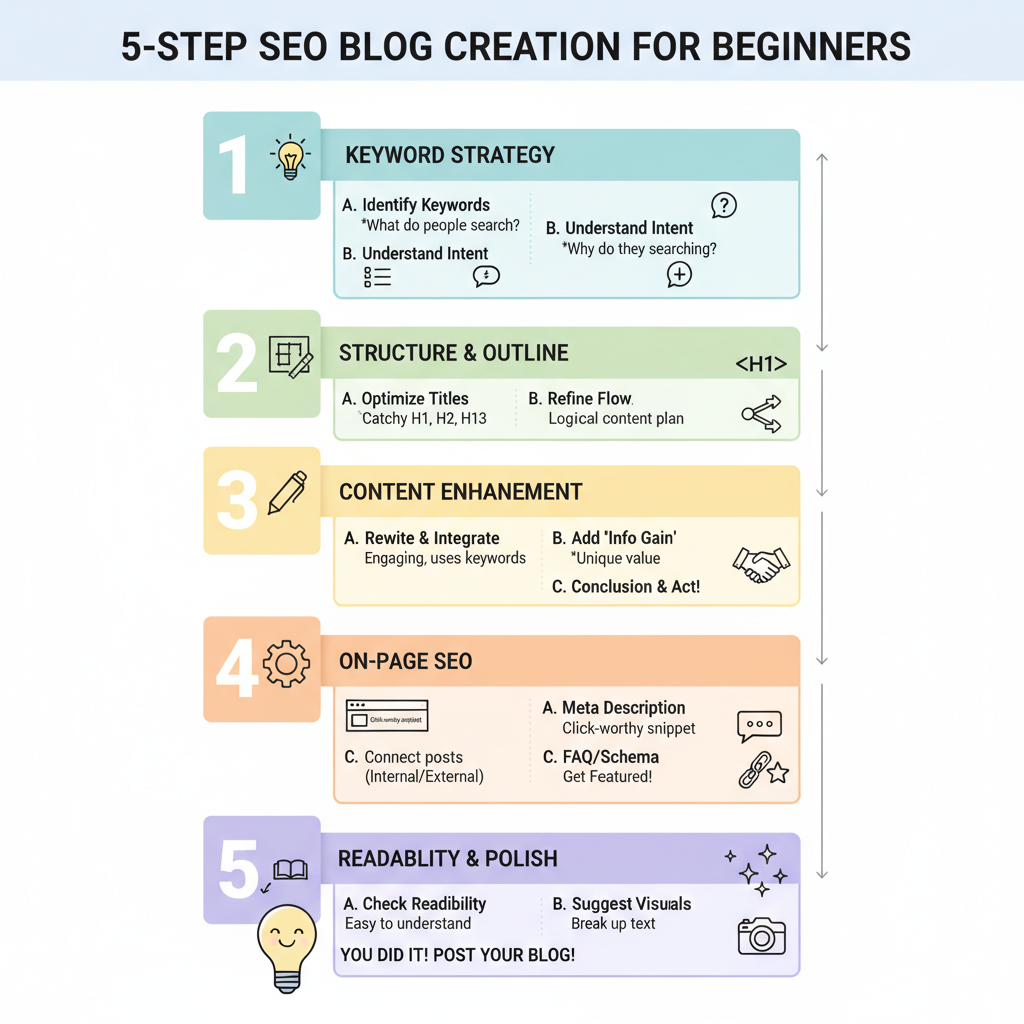 5-STEP SEO BLOG CREATION FOR BEGINNERS
1
KEYWORD STRATEGY
A. Identify Keywords
*What do people search?
B. Understand Intent
B. Understand Intent
*Why do they searching?
2
STRUCTURE & OUTLINE
<H1>
A. Optimize Titles
Catchy H1, H2, H13
B. Refine Flow.
Logical content plan
3
CONTENT ENHANEMENT
A. Rewite & Integrate
Engaging, uses keywords
B. Add 'Info Gain'
*Unique value
C. Conclusion & Act!
4
ON-PAGE SEO
C. Connect posts
(Internal/External)
A. Meta Description
Click-worthy snippet
C. FAQ/Schema
Get Featured!
5
READABLITY & POLISH
A. Check Readibility
Easy to understand
B. Suggest Visuals
Break up text
YOU DID IT! POST YOUR BLOG!